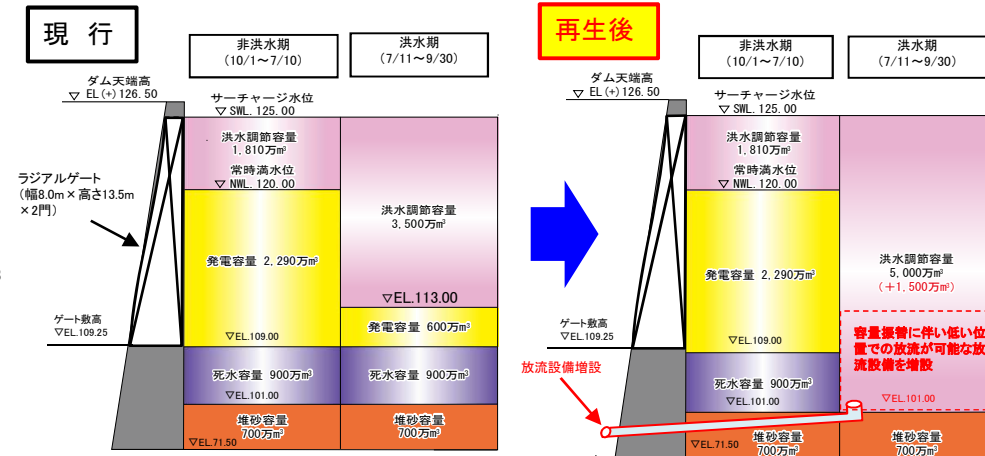 現 行
非洪水期
(10/1～7/10)
洪水期
(7/11～9/30)
ダム天端高
▽ EL(+)126.50
サーチャージ水位
▽ SWL. 125.00
洪水調節容量
1,810万m³
常時満水位
▽ NWL. 120.00
ラジアルゲート
(幅8.0m×高さ13.5m
×2門)
洪水調節容量
3,500万m³
発電容量 2,290万m³
▽EL.113.00
発電容量 600万m³
ゲート敷高
▽EL.109.25
▽EL.109.00
死水容量 900万m³
▽EL.101.00
死水容量 900万m³
堆砂容量
700万m³
▽EL.71.50
堆砂容量
700万m³
再生後
非洪水期
(10/1～7/10)
洪水期
(7/11～9/30)
ダム天端高
▽ EL(+)126.50
サーチャージ水位
▽ SWL. 125.00
洪水調節容量
1,810万m³
常時満水位
▽ NWL. 120.00
発電容量 2,290万m³
洪水調節容量
5,000万m³
(+1,500万m³)
ゲート敷高
▽EL.109.25
▽EL.109.00
容量振替に伴い低い位
置での放流が可能な放
流設備を増設
放流設備増設
死水容量 900万m³
▽EL.101.00
▽EL.101.00
▽EL.71.50
堆砂容量
700万m³
堆砂容量
700万m³